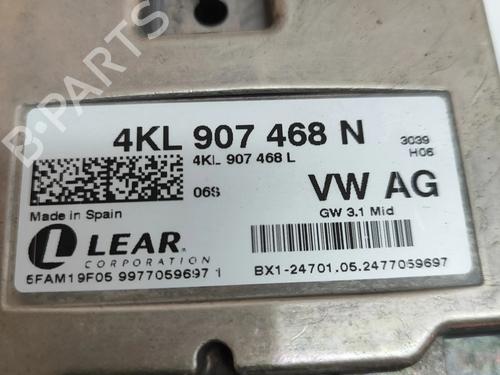 B-PARTS
4KL 907 468 N
3039
H06
4KL 907 468 L
06S
VW AG
Made in Spain
GW 3.1 Mid
L LEAR
CORPORATION
5FAM19F05 9977059697 1
BX1-24701.05.2477059697